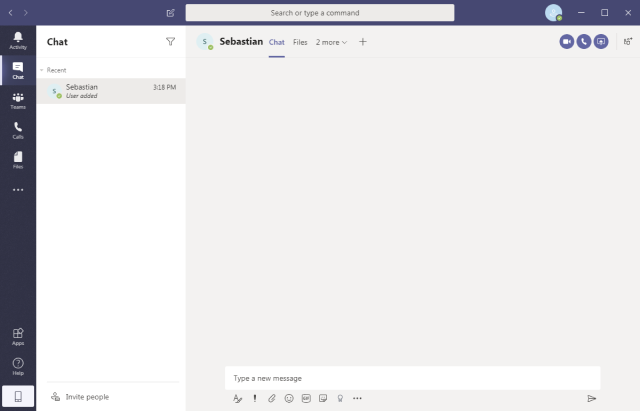 Search or type a command
Activity
Chat
Teams
Calls
Files
Apps
Help
Chat
Recent
S
Sebastian
3:18 PM
User added
Invite people
S
Sebastian
Chat
Files
2 more
Type a new message
GIF